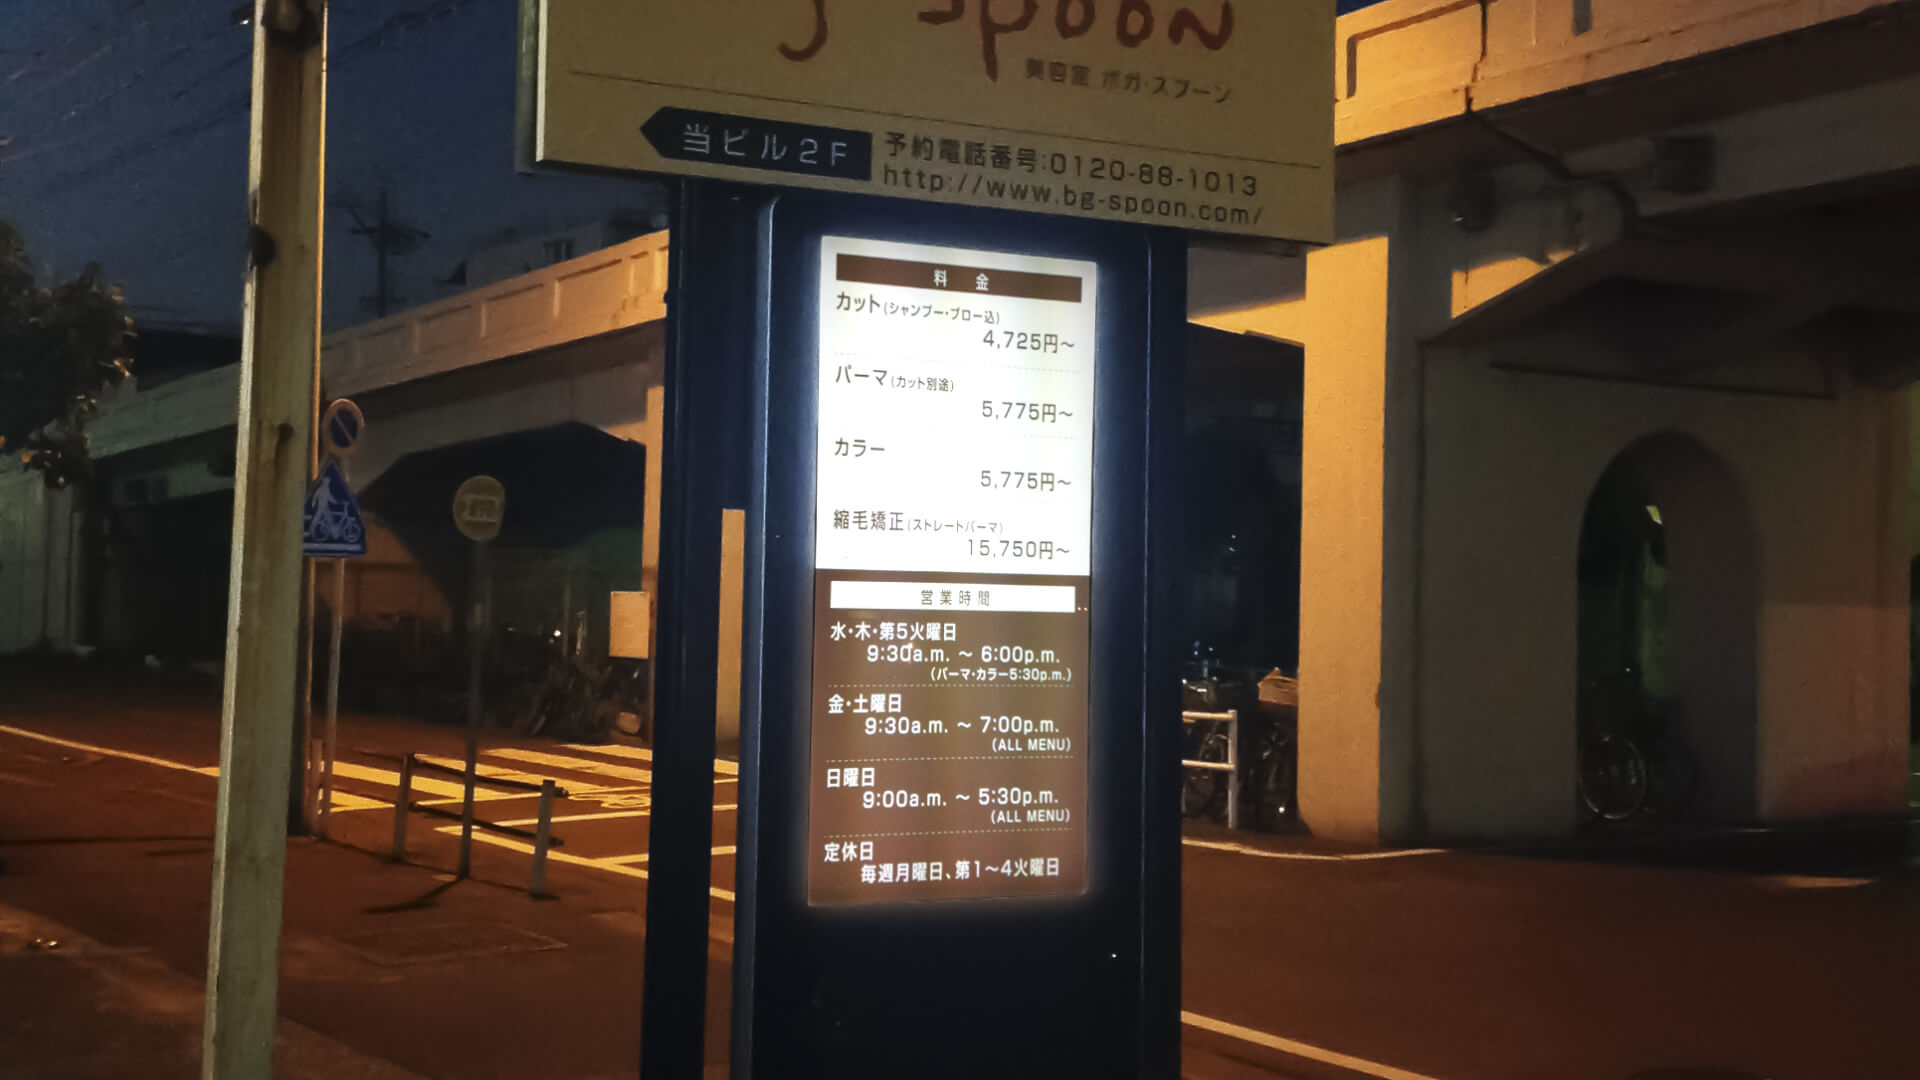 spoon
美容室 ボガ・スプーン
当ビル2F
予約電話番号:0120-88-1013
http://www.bg-spoon.com/
料 金
カット(シャンプー・ブロー込)
4,725円～
パーマ(カット別途)
5,775円～
カラー
5,775円～
縮毛矯正(ストレートパーマ)
15,750円～
営業時間
水・木・第5火曜日
9:30a.m. ～ 6:00p.m.
(パーマ・カラー5:30p.m.)
金・土曜日
9:30a.m. ～ 7:00p.m.
(ALL MENU)
日曜日
9:00a.m. ～ 5:30p.m.
(ALL MENU)
定休日
毎週月曜日、第1～4火曜日